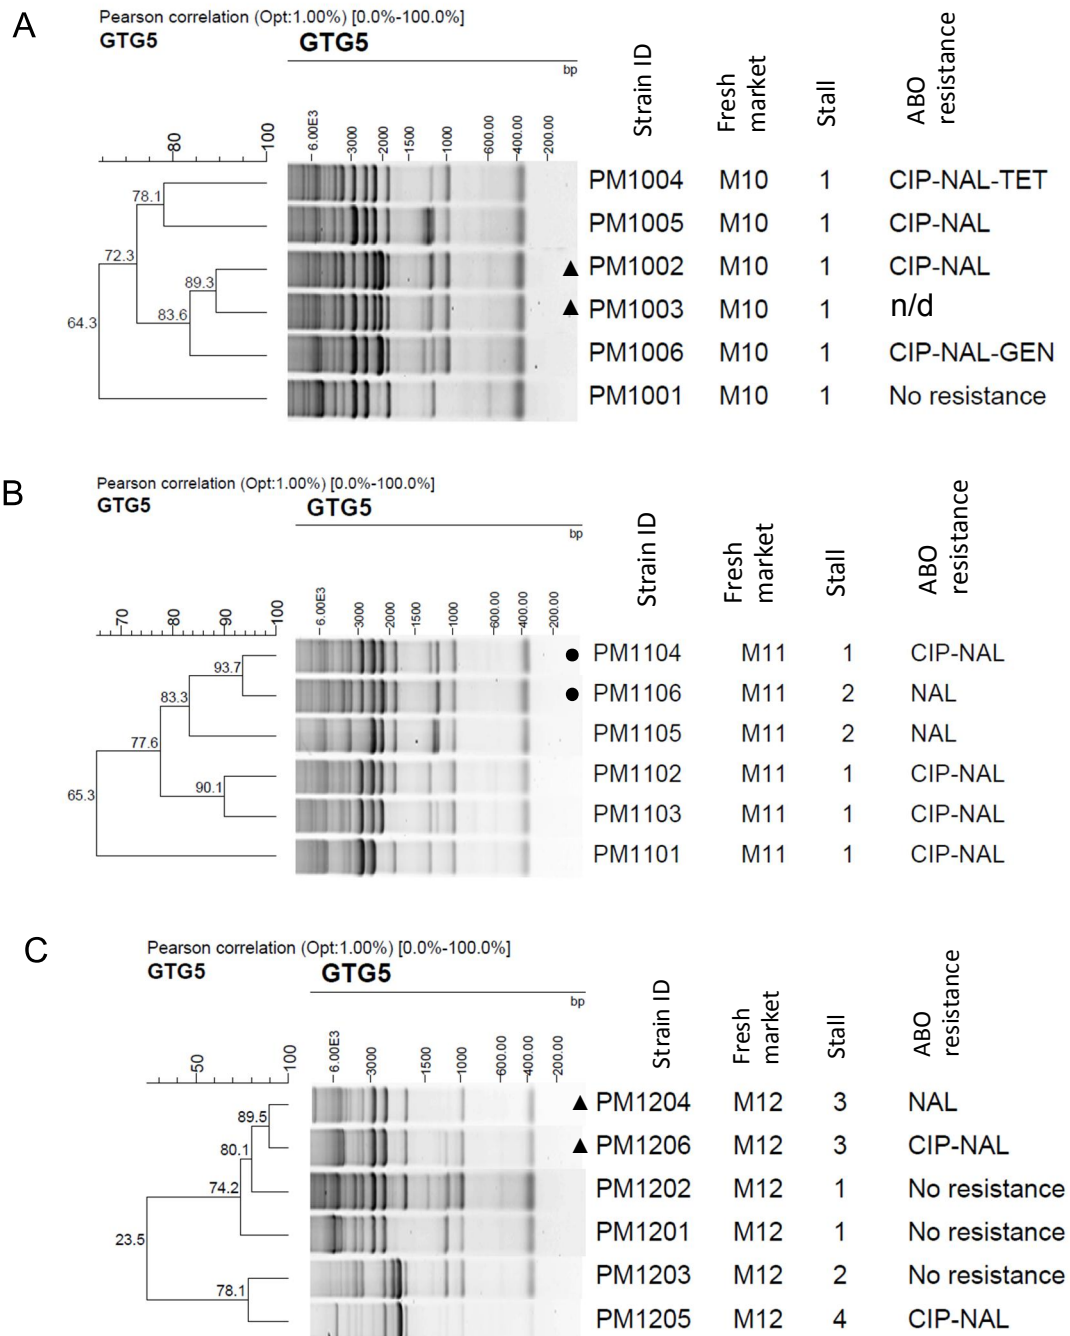 A
Pearson correlation (Opt:1.00%) [0.0%-100.0%]
GTG5
GTG5
bp
Strain ID
Fresh market
Stall
ABO resistance
80
100
6.00E3
3000
2000
1500
1000
600.00
400.00
200.00
PM1004 M10 1 CIP-NAL-TET
78.1
PM1005 M10 1 CIP-NAL
72.3
PM1002 M10 1 CIP-NAL
89.3
PM1003 M10 1 n/d
83.6
64.3
PM1006 M10 1 CIP-NAL-GEN
PM1001 M10 1 No resistance
B
Pearson correlation (Opt:1.00%) [0.0%-100.0%]
GTG5
GTG5
bp
Strain ID
Fresh market
Stall
ABO resistance
70
80
90
100
6.00E3
3000
2000
1500
1000
600.00
400.00
200.00
PM1104 M11 1 CIP-NAL
93.7
PM1106 M11 2 NAL
83.3
PM1105 M11 2 NAL
77.6
PM1102 M11 1 CIP-NAL
90.1
65.3
PM1103 M11 1 CIP-NAL
PM1101 M11 1 CIP-NAL
C
Pearson correlation (Opt:1.00%) [0.0%-100.0%]
GTG5
GTG5
bp
Strain ID
Fresh market
Stall
ABO resistance
50
100
6.00E3
3000
1500
1000
600.00
400.00
200.00
PM1204 M12 3 NAL
89.5
PM1206 M12 3 CIP-NAL
80.1
PM1202 M12 1 No resistance
74.2
PM1201 M12 1 No resistance
23.5
PM1203 M12 2 No resistance
78.1
PM1205 M12 4 CIP-NAL